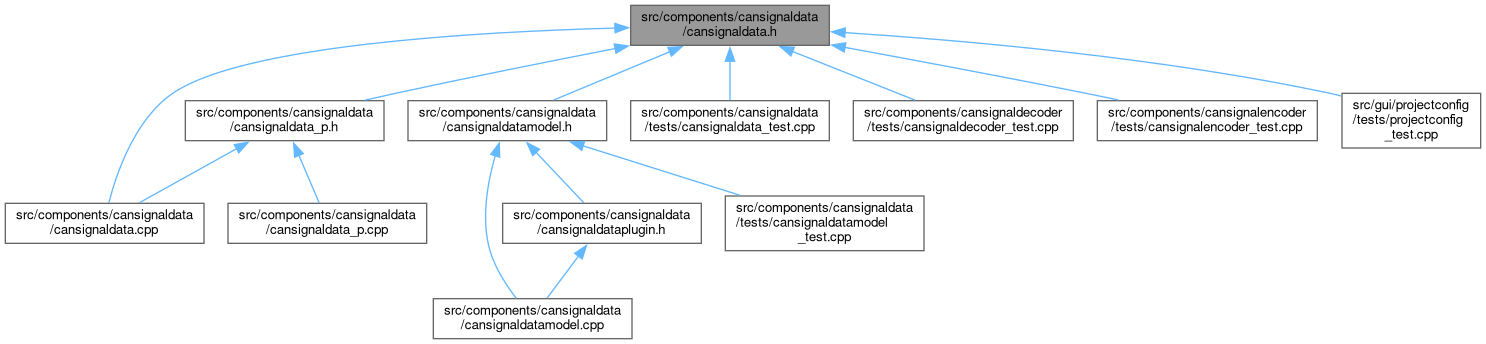 src/components/cansignaldata
/cansignaldata.h
src/components/cansignaldata
/cansignaldata_p.h
src/components/cansignaldata
/cansignaldatamodel.h
src/components/cansignaldata
/tests/cansignaldata_test.cpp
src/components/cansignaldecoder
/tests/cansignaldecoder_test.cpp
src/components/cansignalencoder
/tests/cansignalencoder_test.cpp
src/gui/projectconfig
/tests/projectconfig
_test.cpp
src/components/cansignaldata
/cansignaldata.cpp
src/components/cansignaldata
/cansignaldata_p.cpp
src/components/cansignaldata
/cansignaldataplugin.h
src/components/cansignaldata
/tests/cansignaldatamodel
_test.cpp
src/components/cansignaldata
/cansignaldatamodel.cpp